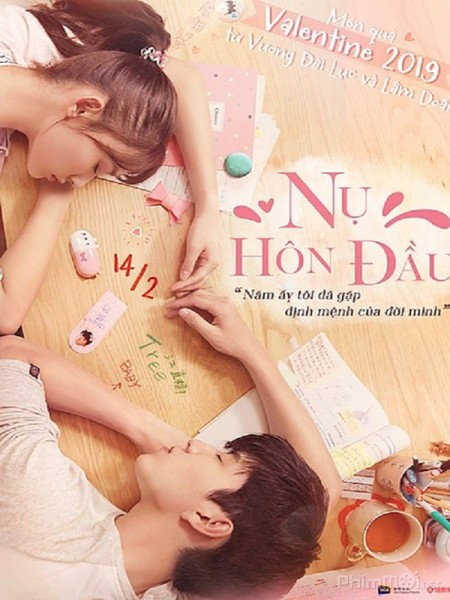 Món quà
Valentine 2019
từ Vương Đại Lục và Lâm Doãn
NỤ
HÔN ĐẦU
"Năm ấy tôi đã gặp
định mệnh của đời mình"
14/2
Tree
BABY
PhimMoi.net